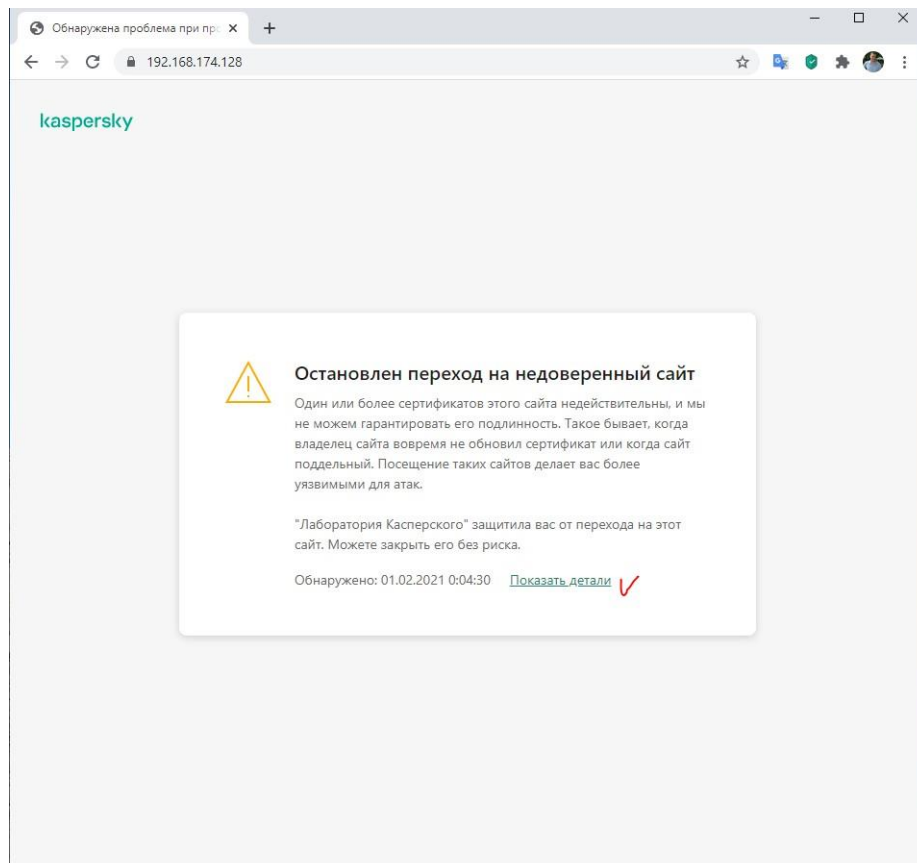 Обнаружена проблема при пр
192.168.174.128
kaspersky
Остановлен переход на недоверенный сайт
Один или более сертификатов этого сайта недействительны, и мы
не можем гарантировать его подлинность. Такое бывает, когда
владелец сайта вовремя не обновил сертификат или когда сайт
поддельный. Посещение таких сайтов делает вас более
уязвимыми для атак.
"Лаборатория Касперского" защитила вас от перехода на этот
сайт. Можете закрыть его без риска.
Обнаружено: 01.02.2021 0:04:30 Показать детали